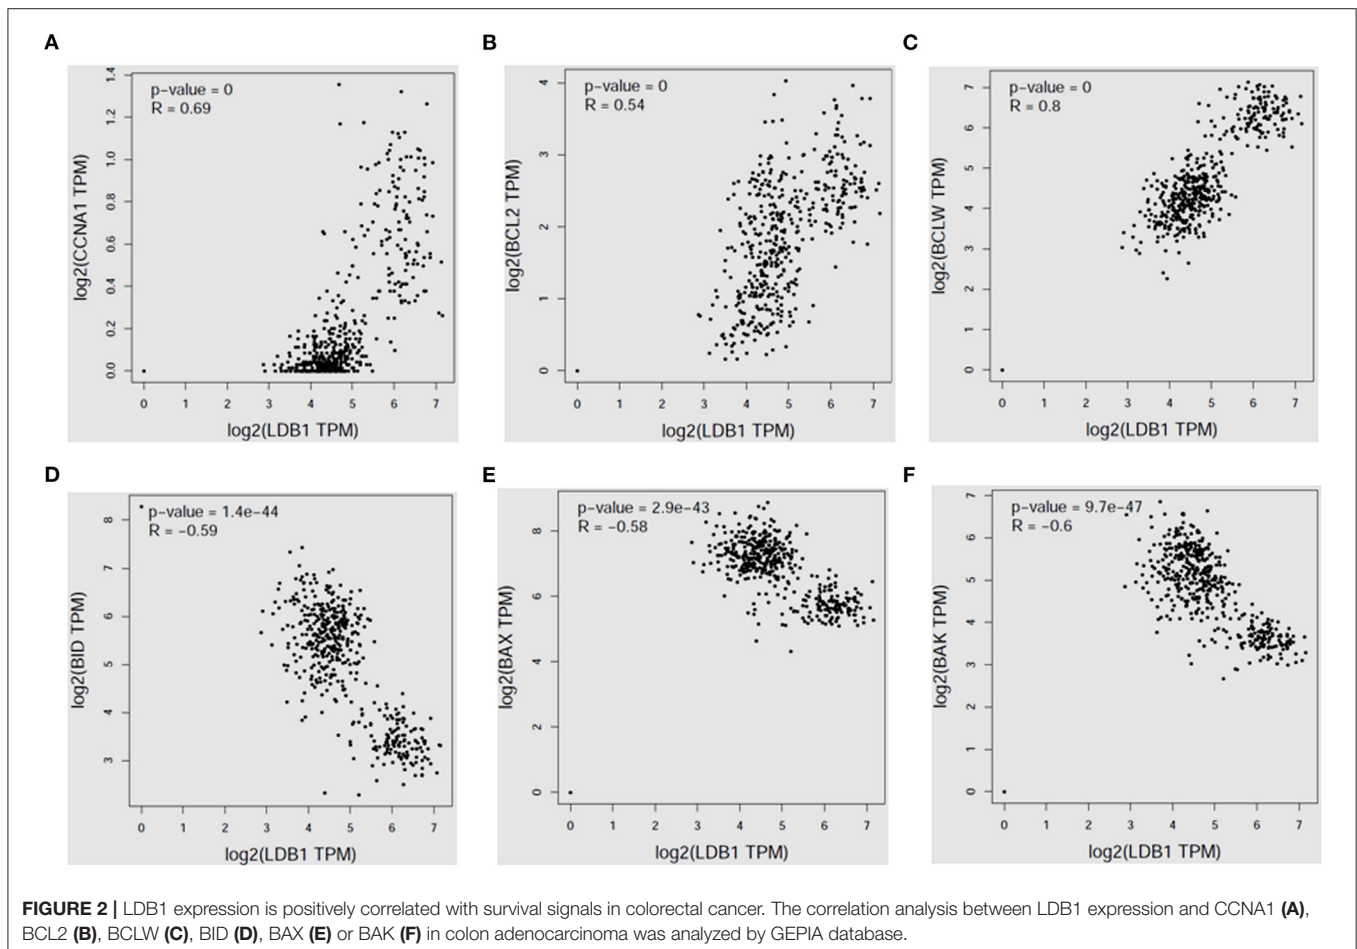 A
p-value = 0
R = 0.69
log2(CCNA1 TPM)
1.4
1.2
1.0
0.8
0.6
0.4
0.2
0.0
0 1 2 3 4 5 6 7
log2(LDB1 TPM)
B
p-value = 0
R = 0.54
log2(BCL2 TPM)
4
3
2
1
0
0 1 2 3 4 5 6 7
log2(LDB1 TPM)
C
p-value = 0
R = 0.8
log2(BCLW TPM)
7
6
5
4
3
2
1
0
0 1 2 3 4 5 6 7
log2(LDB1 TPM)
D
p-value = 1.4e-44
R = -0.59
log2(BID TPM)
8
7
6
5
4
3
0 1 2 3 4 5 6 7
log2(LDB1 TPM)
E
p-value = 2.9e-43
R = -0.58
log2(BAX TPM)
8
6
4
2
0
0 1 2 3 4 5 6 7
log2(LDB1 TPM)
F
p-value = 9.7e-47
R = -0.6
log2(BAK TPM)
7
6
5
4
3
2
1
0
0 1 2 3 4 5 6 7
log2(LDB1 TPM)
FIGURE 2 | LDB1 expression is positively correlated with survival signals in colorectal cancer. The correlation analysis between LDB1 expression and CCNA1 (A),
BCL2 (B), BCLW (C), BID (D), BAX (E) or BAK (F) in colon adenocarcinoma was analyzed by GEPIA database.